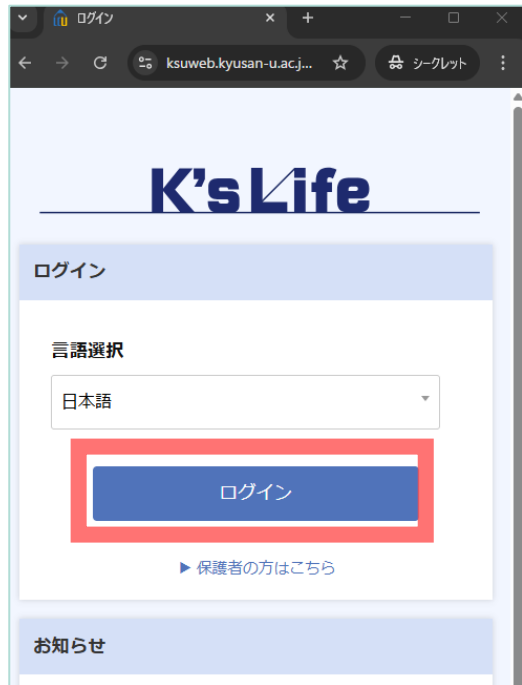 ログイン
ksuweb.kyusan-u.ac.j...
シークレット
K's Life
ログイン
言語選択
日本語
ログイン
▶ 保護者の方はこちら
お知らせ